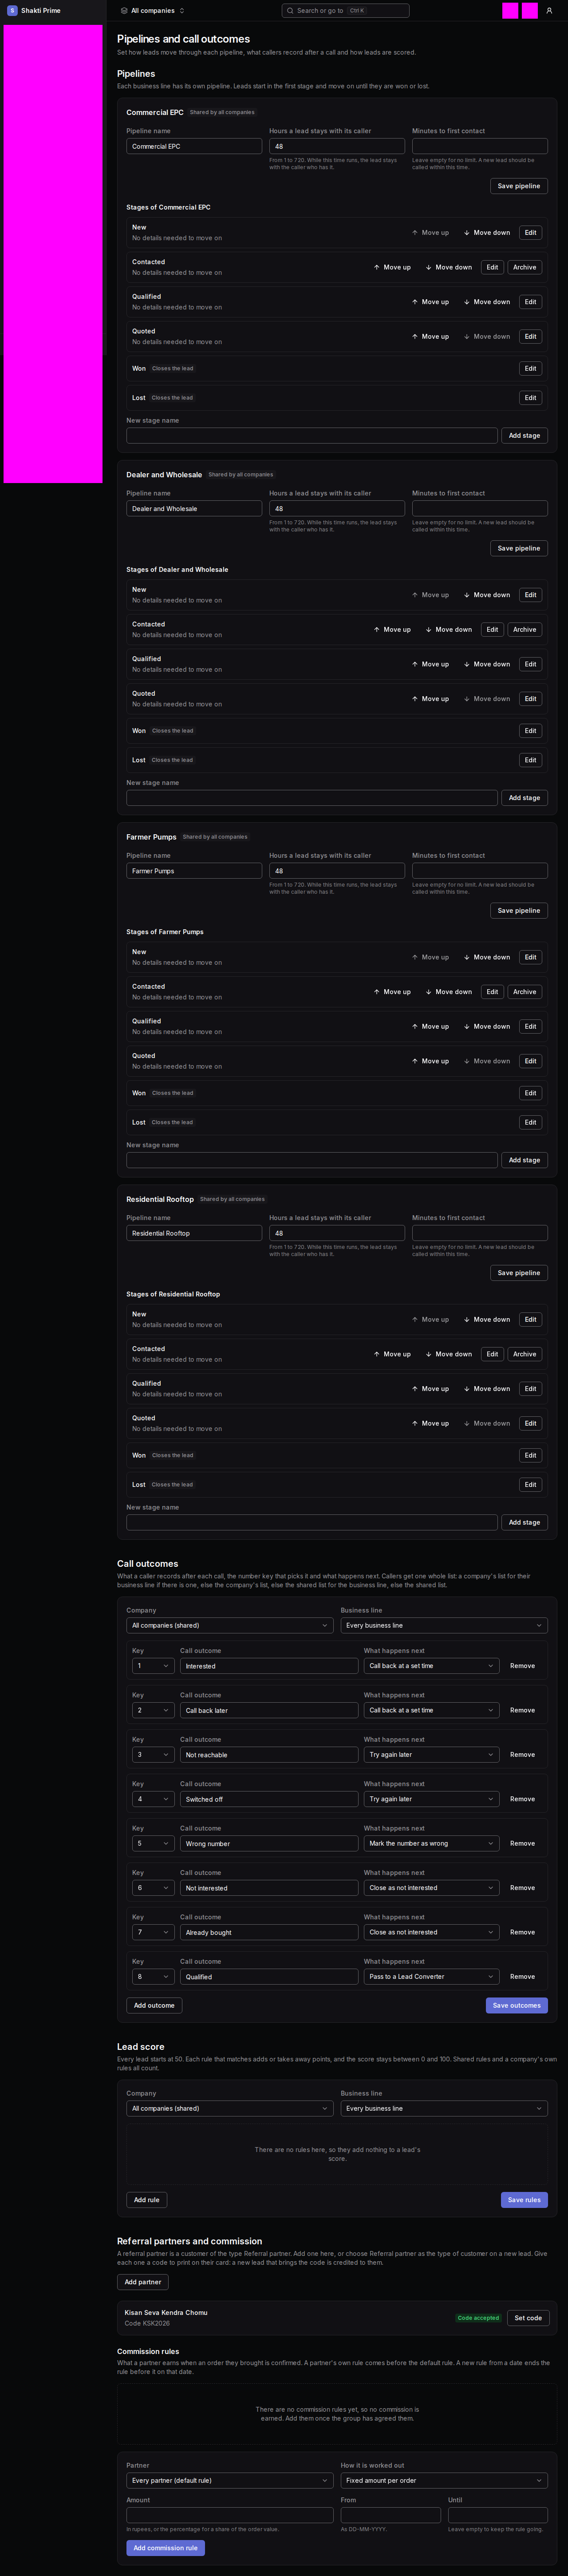 S Shakti Prime
All companies
Search or go to Ctrl K
Pipelines and call outcomes
Set how leads move through each pipeline, what callers record after a call and how leads are scored.
Pipelines
Each business line has its own pipeline. Leads start in the first stage and move on until they are won or lost.
Commercial EPC Shared by all companies
Pipeline name Hours a lead stays with its caller Minutes to first contact
Commercial EPC 48
From 1 to 720. While this time runs, the lead stays Leave empty for no limit. A new lead should be
with the caller who has it. called within this time.
Save pipeline
Stages of Commercial EPC
New
No details needed to move on
Move up Move down Edit
Contacted
No details needed to move on
Move up Move down Edit Archive
Qualified
No details needed to move on
Move up Move down Edit
Quoted
No details needed to move on
Move up Move down Edit
Won Closes the lead Edit
Lost Closes the lead Edit
New stage name
Add stage
Dealer and Wholesale Shared by all companies
Pipeline name Hours a lead stays with its caller Minutes to first contact
Dealer and Wholesale 48
From 1 to 720. While this time runs, the lead stays Leave empty for no limit. A new lead should be
with the caller who has it. called within this time.
Save pipeline
Stages of Dealer and Wholesale
New
No details needed to move on
Move up Move down Edit
Contacted
No details needed to move on
Move up Move down Edit Archive
Qualified
No details needed to move on
Move up Move down Edit
Quoted
No details needed to move on
Move up Move down Edit
Won Closes the lead Edit
Lost Closes the lead Edit
New stage name
Add stage
Farmer Pumps Shared by all companies
Pipeline name Hours a lead stays with its caller Minutes to first contact
Farmer Pumps 48
From 1 to 720. While this time runs, the lead stays Leave empty for no limit. A new lead should be
with the caller who has it. called within this time.
Save pipeline
Stages of Farmer Pumps
New
No details needed to move on
Move up Move down Edit
Contacted
No details needed to move on
Move up Move down Edit Archive
Qualified
No details needed to move on
Move up Move down Edit
Quoted
No details needed to move on
Move up Move down Edit
Won Closes the lead Edit
Lost Closes the lead Edit
New stage name
Add stage
Residential Rooftop Shared by all companies
Pipeline name Hours a lead stays with its caller Minutes to first contact
Residential Rooftop 48
From 1 to 720. While this time runs, the lead stays Leave empty for no limit. A new lead should be
with the caller who has it. called within this time.
Save pipeline
Stages of Residential Rooftop
New
No details needed to move on
Move up Move down Edit
Contacted
No details needed to move on
Move up Move down Edit Archive
Qualified
No details needed to move on
Move up Move down Edit
Quoted
No details needed to move on
Move up Move down Edit
Won Closes the lead Edit
Lost Closes the lead Edit
New stage name
Add stage
Call outcomes
What a caller records after each call, the number key that picks it and what happens next. Callers get one whole list: a company's list for their
business line if there is one, else the company's list, else the shared list for the business line, else the shared list.
Company Business line
All companies (shared) Every business line
Key Call outcome What happens next
1 Interested Call back at a set time Remove
Key Call outcome What happens next
2 Call back later Call back at a set time Remove
Key Call outcome What happens next
3 Not reachable Try again later Remove
Key Call outcome What happens next
4 Switched off Try again later Remove
Key Call outcome What happens next
5 Wrong number Mark the number as wrong Remove
Key Call outcome What happens next
6 Not interested Close as not interested Remove
Key Call outcome What happens next
7 Already bought Close as not interested Remove
Key Call outcome What happens next
8 Qualified Pass to a Lead Converter Remove
Add outcome Save outcomes
Lead score
Every lead starts at 50. Each rule that matches adds or takes away points, and the score stays between 0 and 100. Shared rules and a company's own
rules all count.
Company Business line
All companies (shared) Every business line
There are no rules here, so they add nothing to a lead's
score.
Add rule Save rules
Referral partners and commission
A referral partner is a customer of the type Referral partner. Add one here, or choose Referral partner as the type of customer on a new lead. Give
each one a code to print on their card: a new lead that brings the code is credited to them.
Add partner
Kisan Seva Kendra Chomu
Code KSK2026
Code accepted Set code
Commission rules
What a partner earns when an order they brought is confirmed. A partner's own rule comes before the default rule. A new rule from a date ends the
rule before it on that date.
There are no commission rules yet, so no commission is
earned. Add them once the group has agreed them.
Partner How it is worked out
Every partner (default rule) Fixed amount per order
Amount From Until
In rupees, or the percentage for a share of the order value. As DD-MM-YYYY. Leave empty to keep the rule going.
Add commission rule